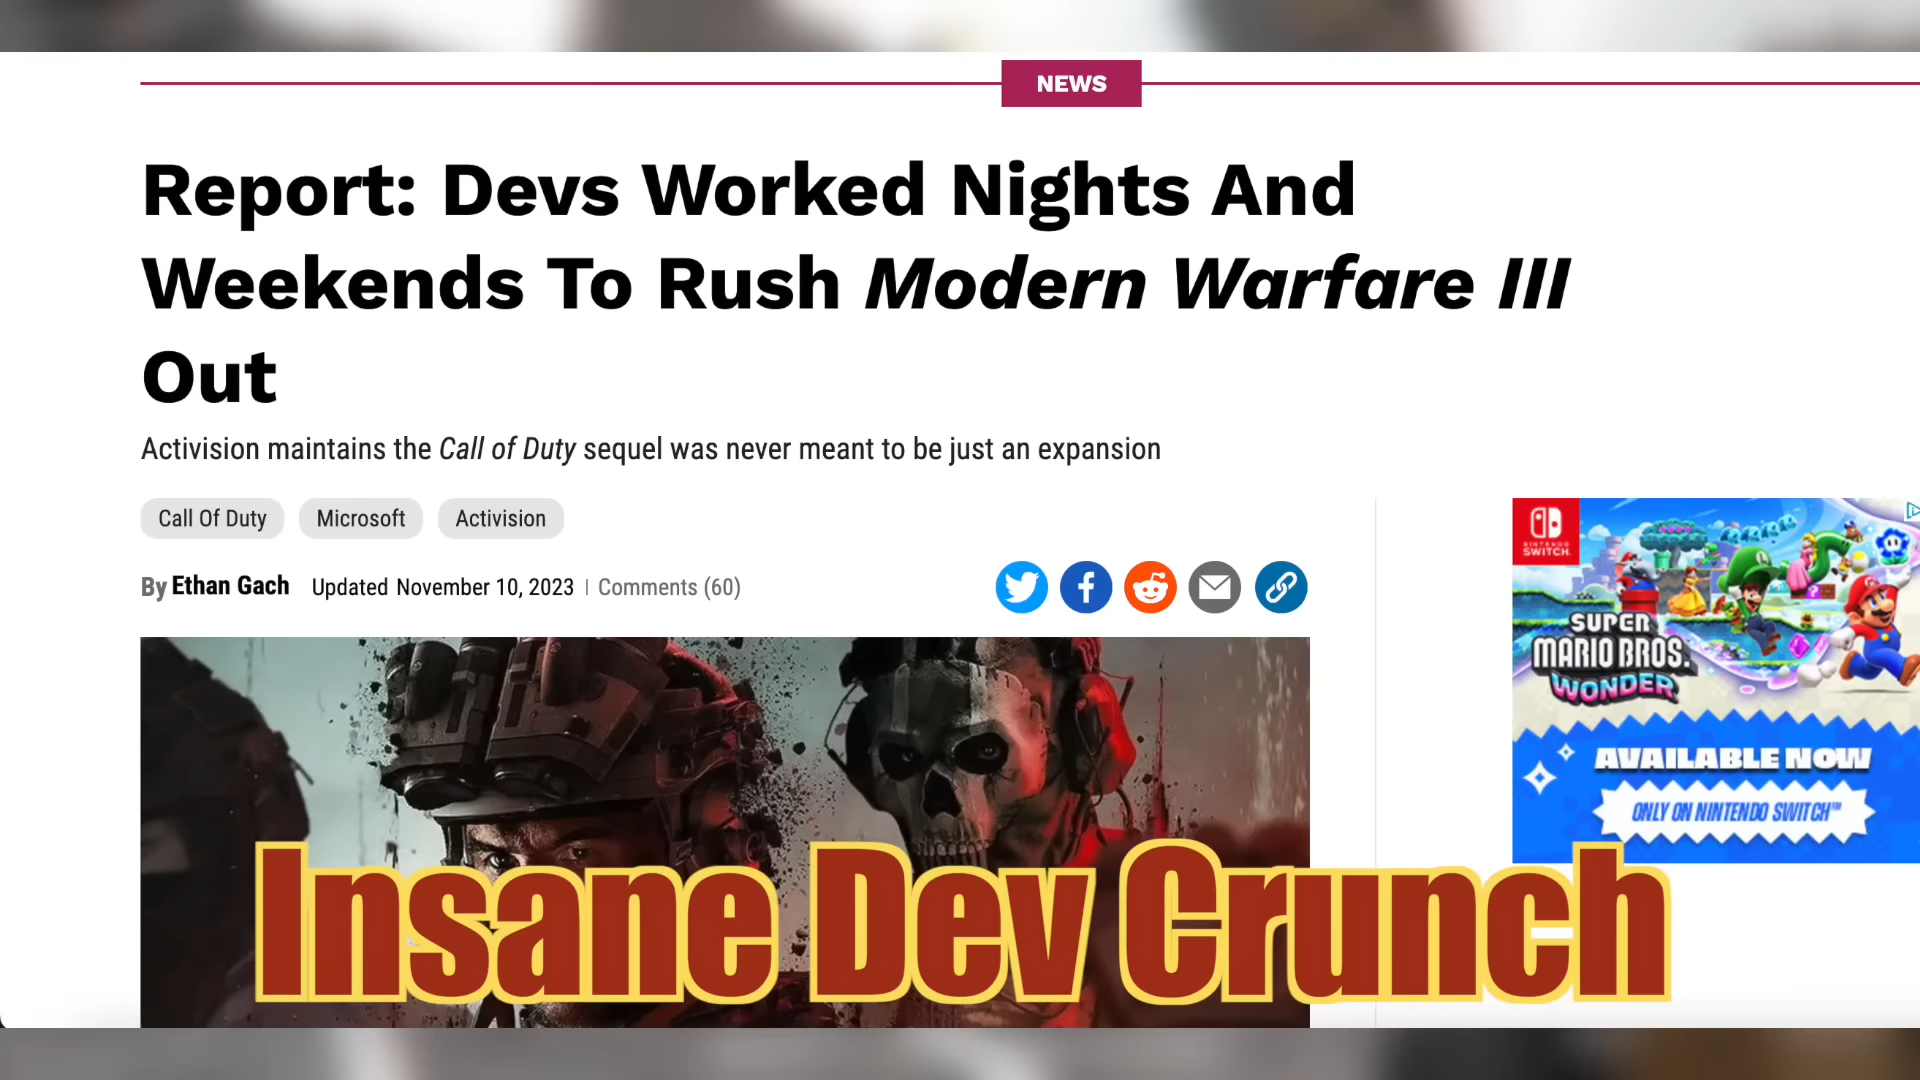 NEWS
Report: Devs Worked Nights And
Weekends To Rush Modern Warfare III
Out
Activision maintains the Call of Duty sequel was never meant to be just an expansion
Call Of Duty Microsoft Activision
By Ethan Gach Updated November 10, 2023 | Comments (60)
NINTENDO
SWITCH
SUPER
MARIO BROS.
WONDER
AVAILABLE NOW
ONLY ON NINTENDO SWITCH™
Insane Dev Crunch